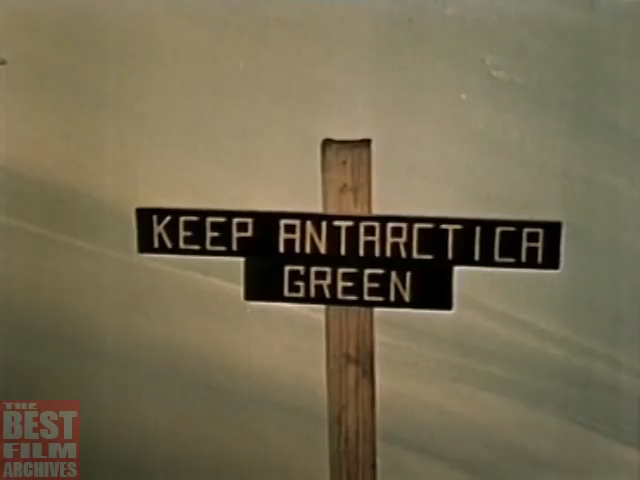 KEEP ANTARCTICA
GREEN
THE
BEST
FILM
ARCHIVES